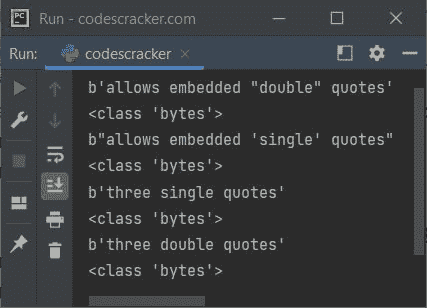 PC
Run - codescracker.com
Run: codescracker
b'allows embedded "double" quotes'
<class 'bytes'>
b"allows embedded 'single' quotes"
<class 'bytes'>
b'three single quotes'
<class 'bytes'>
b'three double quotes'
<class 'bytes'>